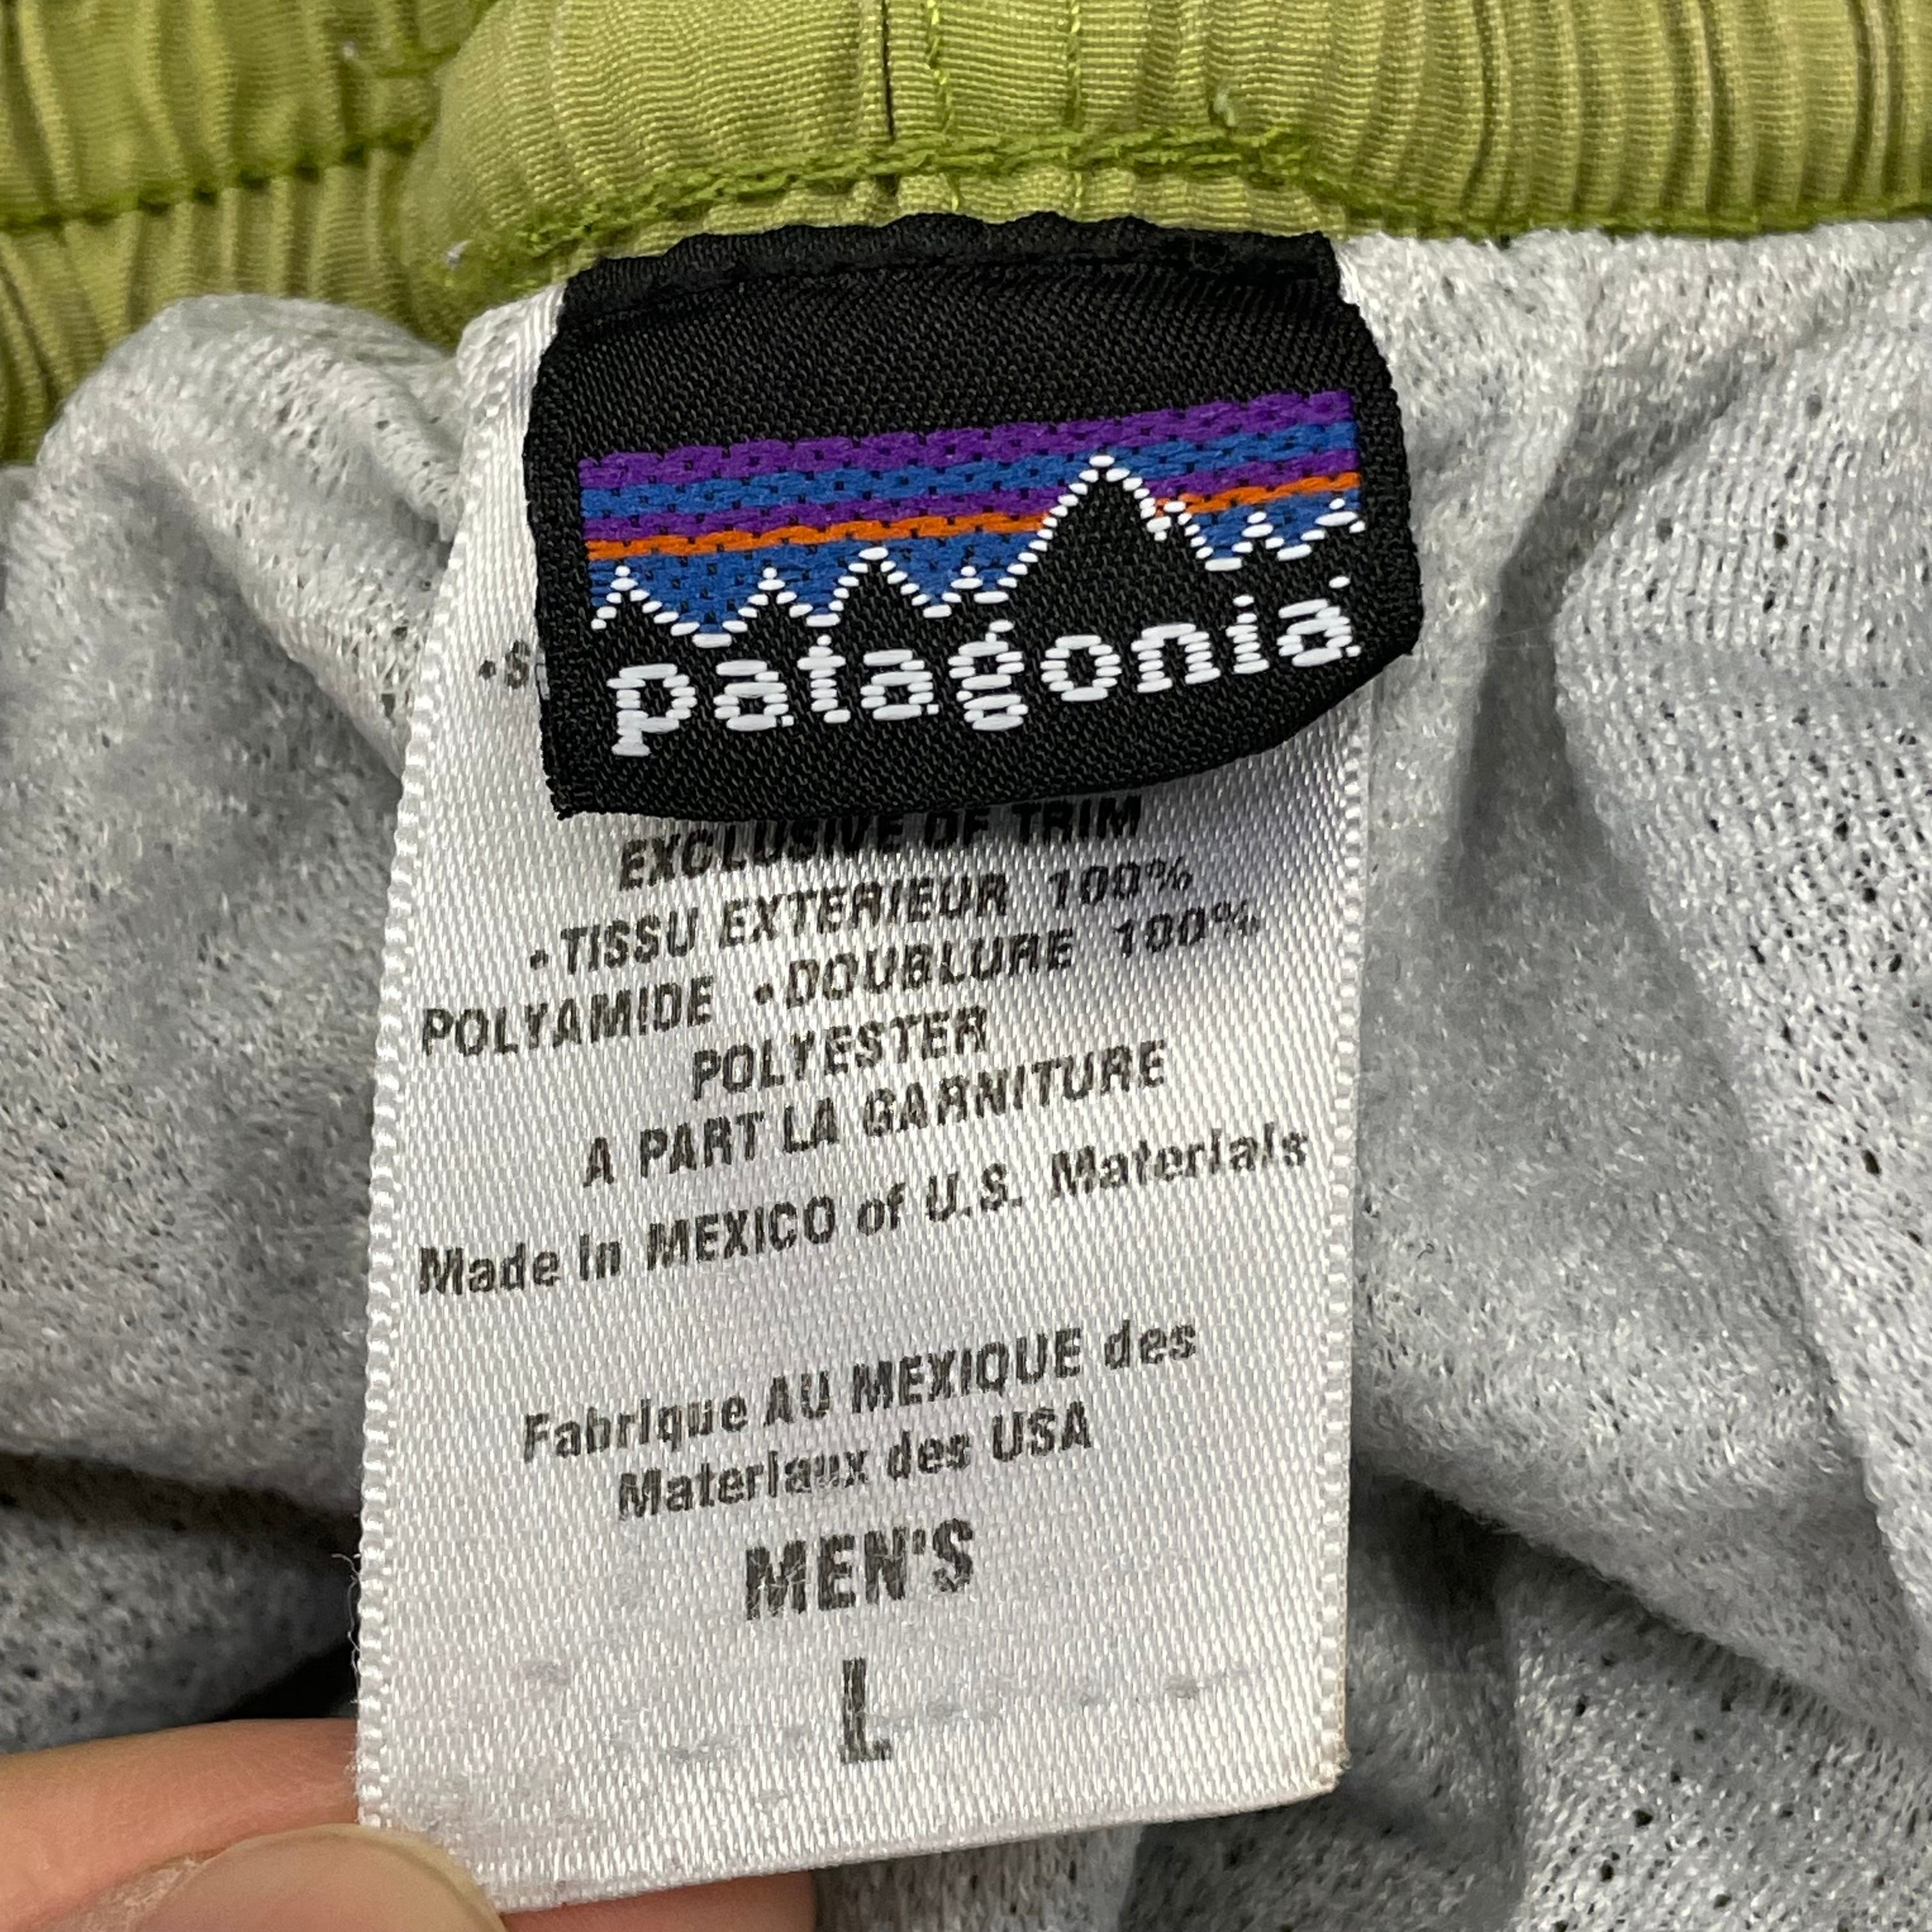 patagonia
EXCLUSIVE OF TRIM
•TISSU EXTERIEUR 100%
POLYAMIDE •DOUBLURE 100%
POLYESTER
A PART LA GARNITURE
Made in MEXICO of U.S. Materials
Fabrique AU MEXIQUE des
Materiaux des USA
MEN'S
L